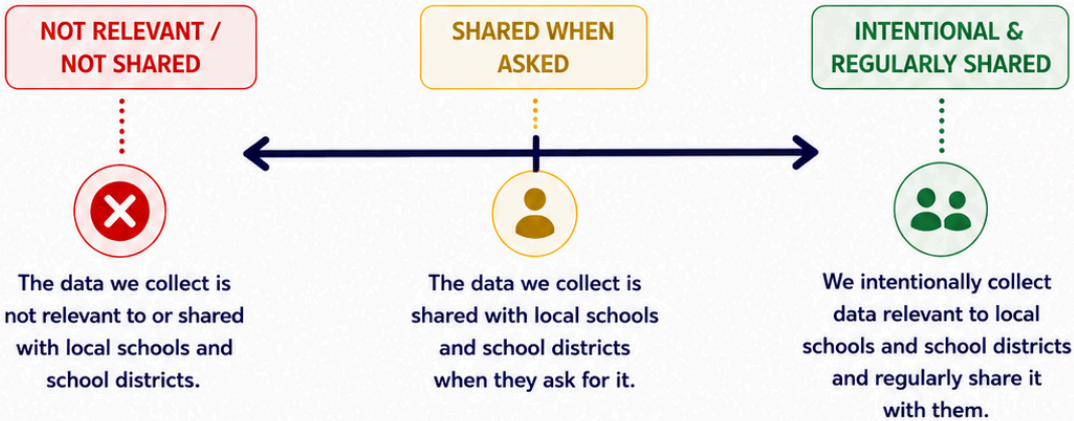 NOT RELEVANT /
NOT SHARED
The data we collect is
not relevant to or shared
with local schools and
school districts.
SHARED WHEN
ASKED
The data we collect is
shared with local schools
and school districts
when they ask for it.
INTENTIONAL &
REGULARLY SHARED
We intentionally collect
data relevant to local
schools and school districts
and regularly share it
with them.